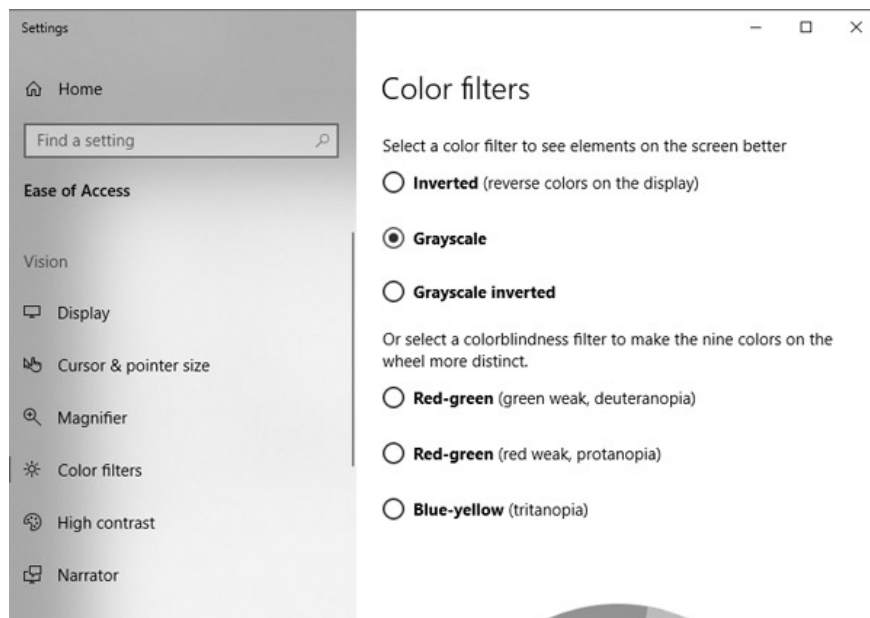 Settings
Home
Find a setting
Ease of Access
Vision
Display
Cursor & pointer size
Magnifier
Color filters
High contrast
Narrator
Color filters
Select a color filter to see elements on the screen better
Inverted (reverse colors on the display)
Grayscale
Grayscale inverted
Or select a colorblindness filter to make the nine colors on the
wheel more distinct.
Red-green (green weak, deuteranopia)
Red-green (red weak, protanopia)
Blue-yellow (tritanopia)